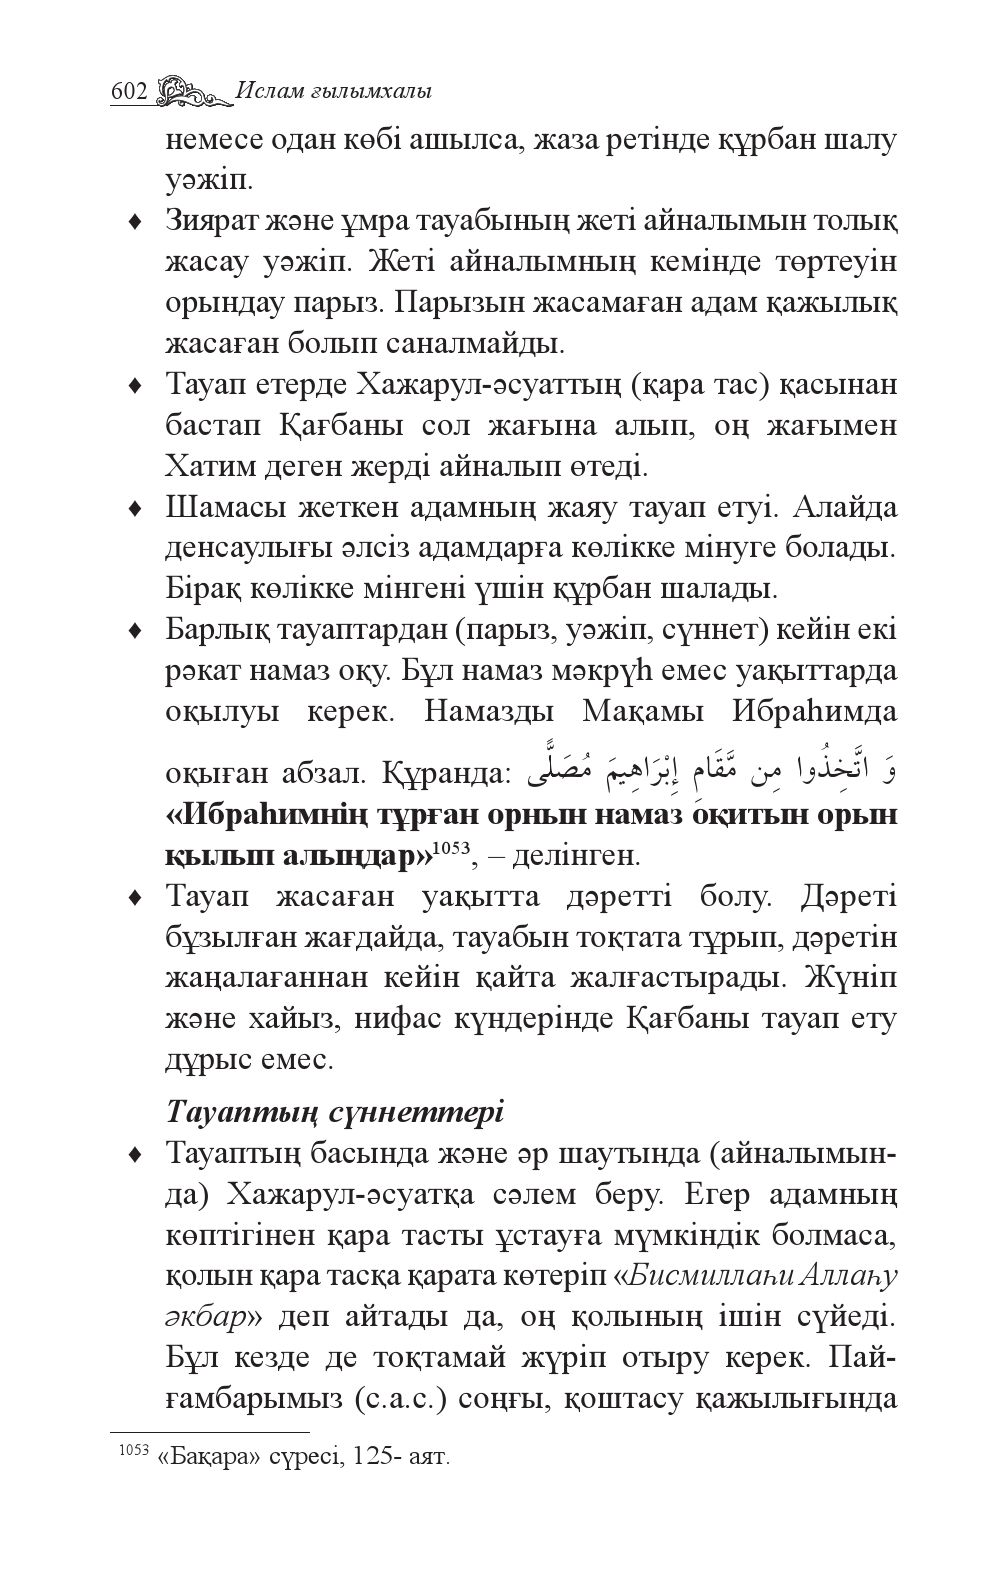 602 Ислам ғылымхалы
немесе одан көбі ашылса, жаза ретінде құрбан шалу
уәжіп.
♦ Зиярат және ұмра тауабының жеті айналымын толық
жасау уәжіп. Жеті айналымның кемінде төртеуін
орындау парыз. Парызын жасамаған адам қажылық
жасаған болып саналмайды.
♦ Тауап етерде Хажарул-әсуаттың (қара тас) қасынан
бастап Қағбаны сол жағына алып, оң жағымен
Хатим деген жерді айналып өтеді.
♦ Шамасы жеткен адамның жаяу тауап етуі. Алайда
денсаулығы әлсіз адамдарға көлікке мінуге болады.
Бірақ көлікке мінгені үшін құрбан шалады.
♦ Барлық тауаптардан (парыз, уәжіп, сүннет) кейін екі
рәкат намаз оқу. Бұл намаз мәкрүһ емес уақыттарда
оқылуы керек. Намазды Мақамы Ибраһимда
оқыған абзал. Құранда: وَ اتَّخِذُوا مِن مَّقَامِ إِبْرَاهِيمَ مُصَلًّى
«Ибраһимнің тұрған орнын намаз оқитын орын
қылып алыңдар»1053, – делінген.
♦ Тауап жасаған уақытта дәретті болу. Дәреті
бұзылған жағдайда, тауабын тоқтата тұрып, дәретін
жаңалағаннан кейін қайта жалғастырады. Жүніп
және хайыз, нифас күндерінде Қағбаны тауап ету
дұрыс емес.
Тауаптың сүннеттері
♦ Тауаптың басында және әр шаутында (айналымын-
да) Хажарул-әсуатқа сәлем беру. Егер адамның
көптігінен қара тасты ұстауға мүмкіндік болмаса,
қолын қара тасқа қарата көтеріп «Бисмиллаһи Аллаһу
әкбар» деп айтады да, оң қолының ішін сүйеді.
Бұл кезде де тоқтамай жүріп отыру керек. Пай-
ғамбарымыз (с.а.с.) соңғы, қоштасу қажылығында
1053 «Бақара» сүресі, 125- аят.